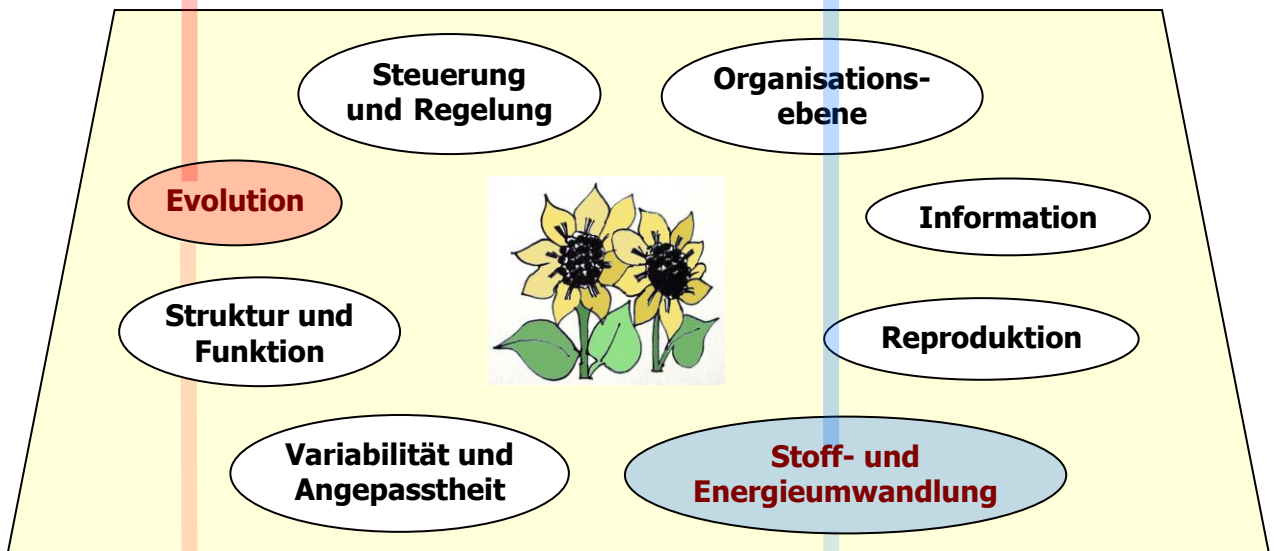 Steuerung
und Regelung
Organisations-
ebene
Evolution
Information
Struktur und
Funktion
Reproduktion
Variabilität und
Angepasstheit
Stoff- und
Energieumwandlung